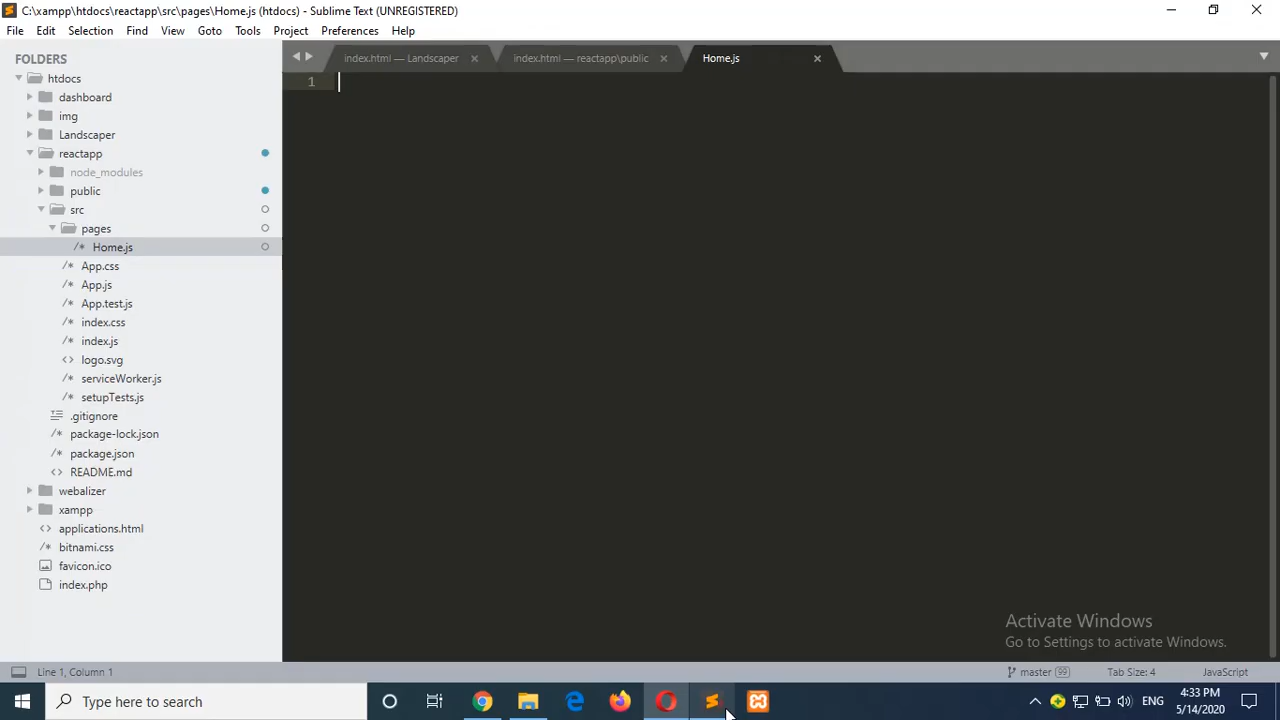 C:\xampp\htdocs\reactapp\src\pages\Home.js (htdocs) - Sublime Text (UNREGISTERED)
File Edit Selection Find View Goto Tools Project Preferences Help
FOLDERS
index.html — Landscaper
index.html — reactapp\public
Home.js
htdocs
1
dashboard
img
Landscaper
reactapp
node_modules
public
src
pages
/* Home.js
/* App.css
/* App.js
/* App.test.js
/* index.css
/* index.js
<> logo.svg
/* serviceWorker.js
/* setupTests.js
.gitignore
/* package-lock.json
/* package.json
<> README.md
webalizer
xampp
<> applications.html
/* bitnami.css
favicon.ico
index.php
Activate Windows
Go to Settings to activate Windows.
Line 1, Column 1
master 99
Tab Size: 4
JavaScript
Type here to search
ENG
4:33 PM
5/14/2020